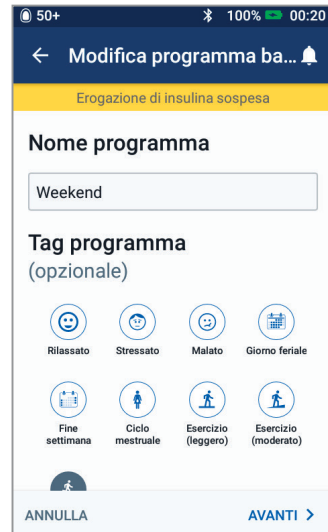 50+ 100% 00:20
Modifica programma ba...
Erogazione di insulina sospesa
Nome programma
Weekend
Tag programma
(opzionale)
Rilassato Stressato Malato Giorno feriale
Fine settimana Ciclo mestruale Esercizio (leggero) Esercizio (moderato)
ANNULLA AVANTI